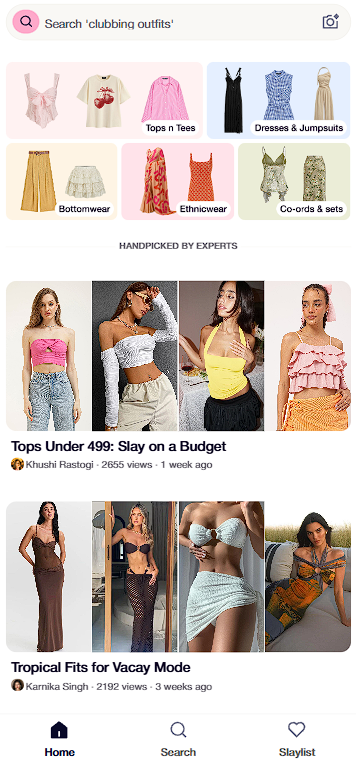 Search 'clubbing outfits'
Tops n Tees
Dresses & Jumpsuits
Bottomwear
Ethnicwear
Co-ords & sets
HANDPICKED BY EXPERTS
Tops Under 499: Slay on a Budget
Khushi Rastogi · 2655 views · 1 week ago
Tropical Fits for Vacay Mode
Karnika Singh · 2192 views · 3 weeks ago
Home
Search
Slaylist